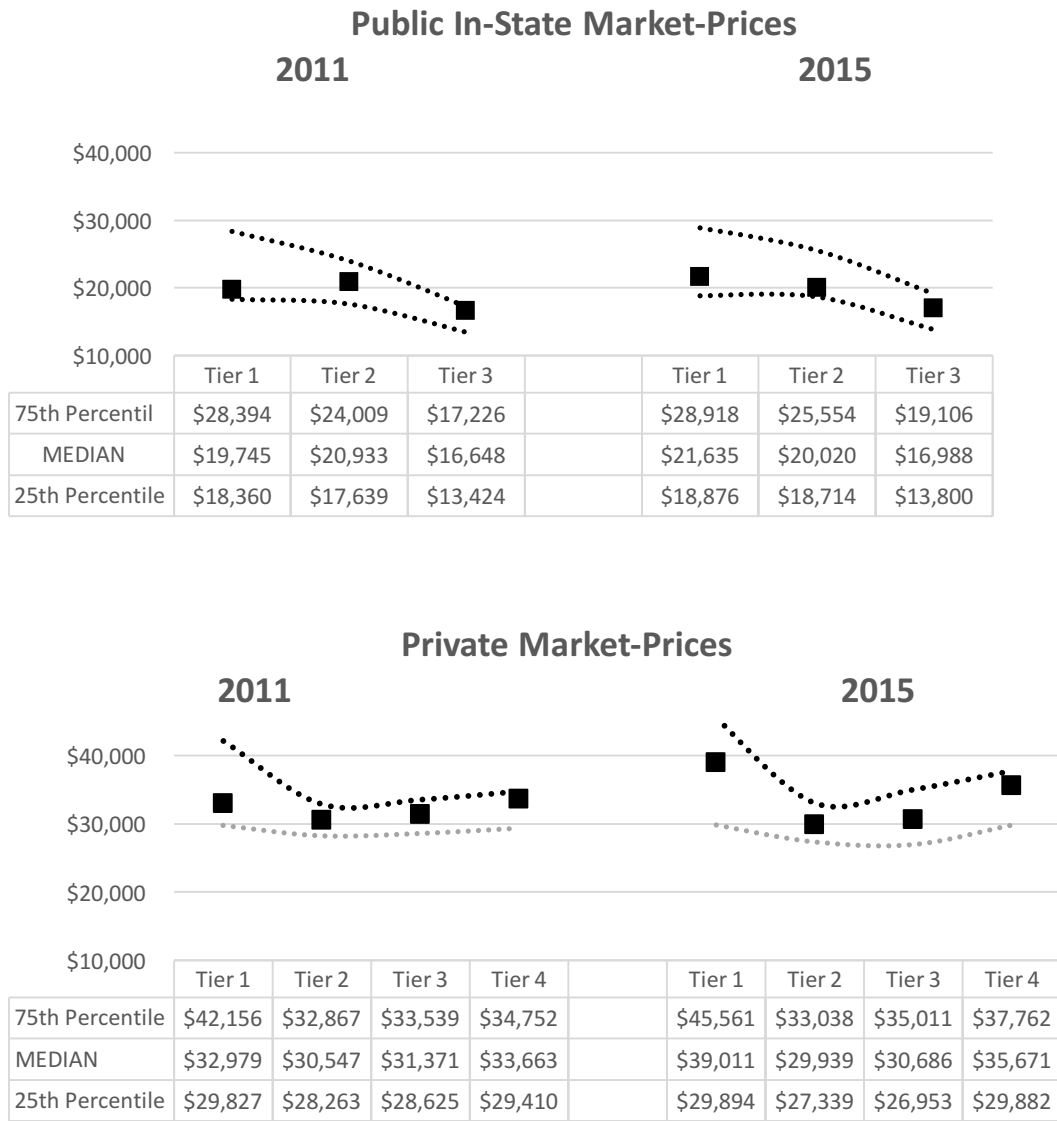 Public In-State Market-Prices
2011 2015
$40,000
$30,000
$20,000
$10,000
Tier 1 Tier 2 Tier 3 Tier 1 Tier 2 Tier 3
75th Percentil $28,394 $24,009 $17,226 $28,918 $25,554 $19,106
MEDIAN $19,745 $20,933 $16,648 $21,635 $20,020 $16,988
25th Percentile $18,360 $17,639 $13,424 $18,876 $18,714 $13,800
Private Market-Prices
2011 2015
$40,000
$30,000
$20,000
$10,000
Tier 1 Tier 2 Tier 3 Tier 4 Tier 1 Tier 2 Tier 3 Tier 4
75th Percentile $42,156 $32,867 $33,539 $34,752 $45,561 $33,038 $35,011 $37,762
MEDIAN $32,979 $30,547 $31,371 $33,663 $39,011 $29,939 $30,686 $35,671
25th Percentile $29,827 $28,263 $28,625 $29,410 $29,894 $27,339 $26,953 $29,882